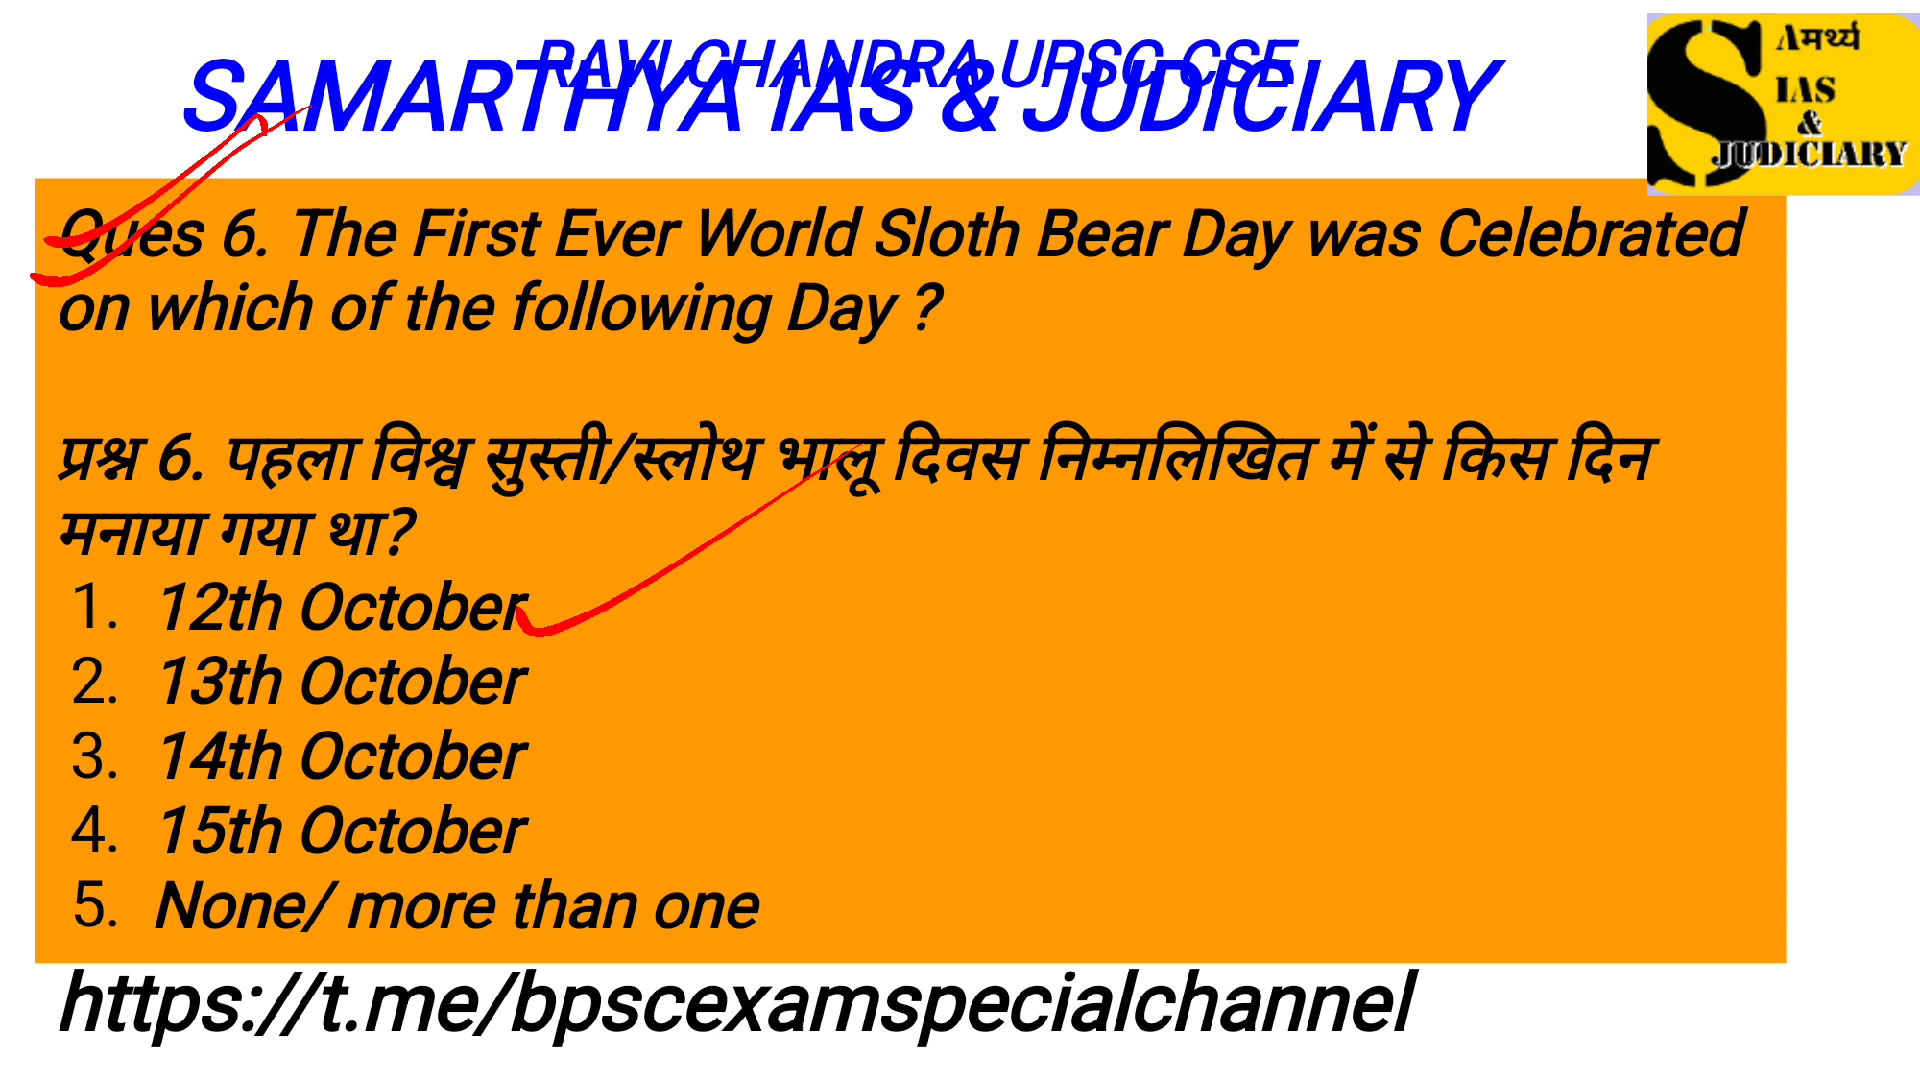 RAVI CHANDRA UPSC CSE
SAMARTHYA IAS & JUDICIARY
SAमर्थ्य
IAS
&
JUDICIARY
Ques 6. The First Ever World Sloth Bear Day was Celebrated
on which of the following Day ?
प्रश्न 6. पहला विश्व सुस्ती/स्लोथ भालू दिवस निम्नलिखित में से किस दिन
मनाया गया था?
1. 12th October
2. 13th October
3. 14th October
4. 15th October
5. None/ more than one
https://t.me/bpscexamspecialchannel